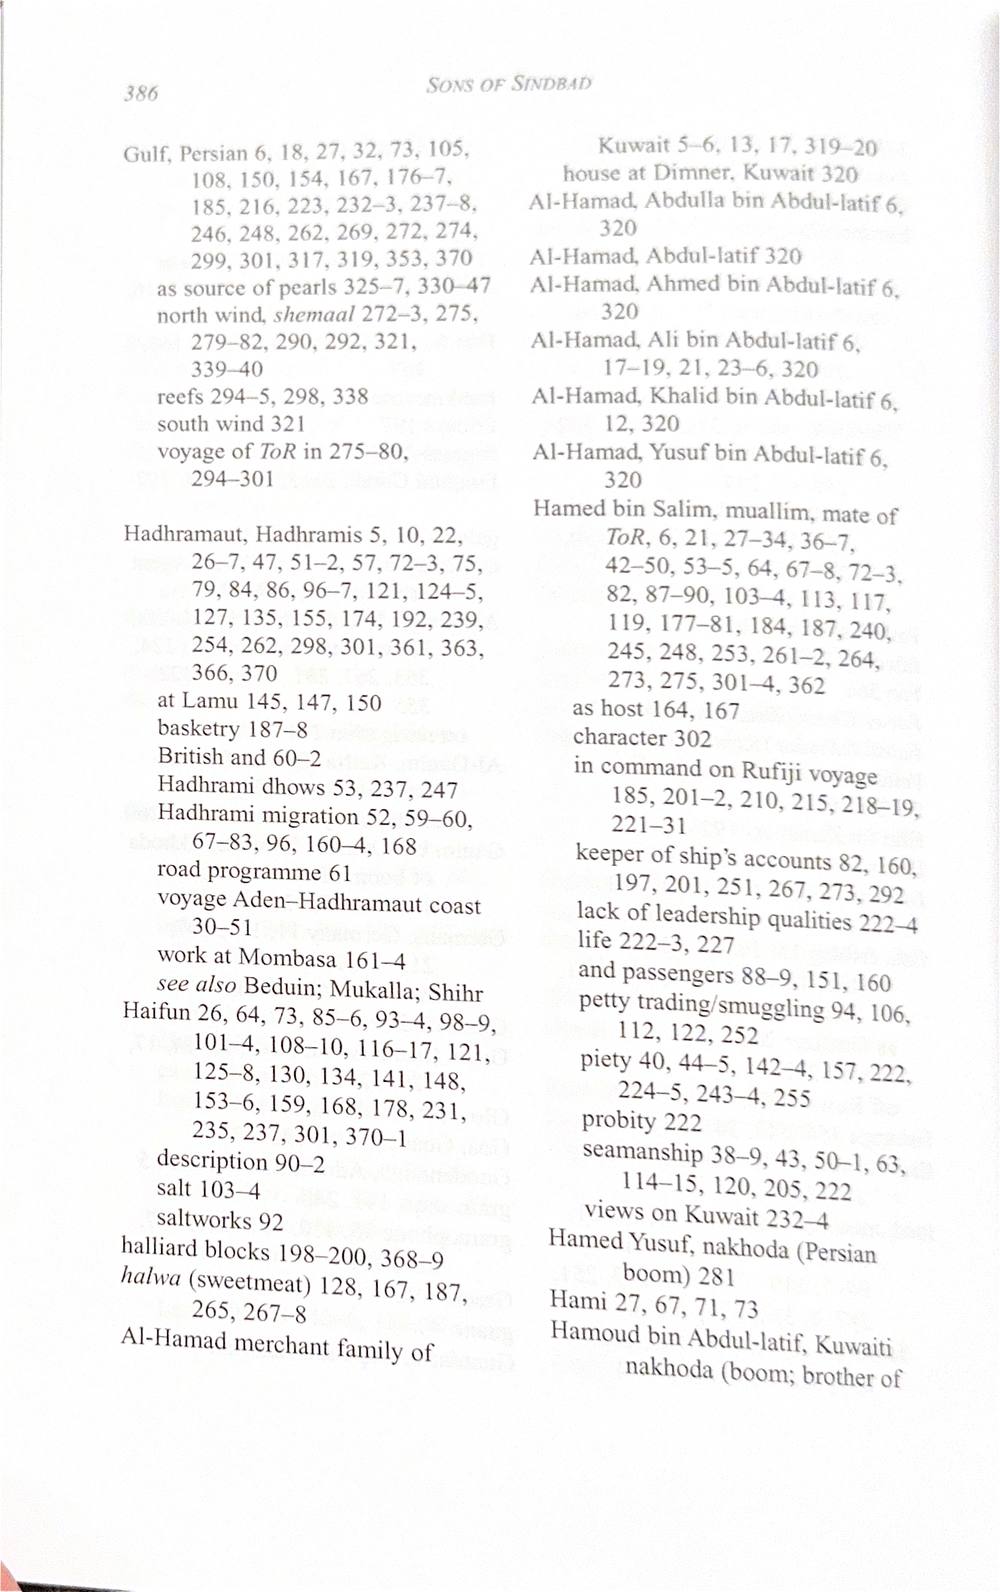 386
SONS OF SINDBAD
Gulf, Persian 6, 18, 27, 32, 73, 105,
108, 150, 154, 167, 176–7,
185, 216, 223, 232–3, 237–8,
246, 248, 262, 269, 272, 274,
299, 301, 317, 319, 353, 370
as source of pearls 325–7, 330–47
north wind, shemaal 272–3, 275,
279–82, 290, 292, 321,
339–40
reefs 294–5, 298, 338
south wind 321
voyage of ToR in 275–80,
294–301
Hadhramaut, Hadhramis 5, 10, 22,
26–7, 47, 51–2, 57, 72–3, 75,
79, 84, 86, 96–7, 121, 124–5,
127, 135, 155, 174, 192, 239,
254, 262, 298, 301, 361, 363,
366, 370
at Lamu 145, 147, 150
basketry 187–8
British and 60–2
Hadhrami dhows 53, 237, 247
Hadhrami migration 52, 59–60,
67–83, 96, 160–4, 168
road programme 61
voyage Aden–Hadhramaut coast
30–51
work at Mombasa 161–4
see also Beduin; Mukalla; Shihr
Haifun 26, 64, 73, 85–6, 93–4, 98–9,
101–4, 108–10, 116–17, 121,
125–8, 130, 134, 141, 148,
153–6, 159, 168, 178, 231,
235, 237, 301, 370–1
description 90–2
salt 103–4
saltworks 92
halliard blocks 198–200, 368–9
halwa (sweetmeat) 128, 167, 187,
265, 267–8
Al-Hamad merchant family of
Kuwait 5–6, 13, 17, 319–20
house at Dimner, Kuwait 320
Al-Hamad, Abdulla bin Abdul-latif 6,
320
Al-Hamad, Abdul-latif 320
Al-Hamad, Ahmed bin Abdul-latif 6,
320
Al-Hamad, Ali bin Abdul-latif 6,
17–19, 21, 23–6, 320
Al-Hamad, Khalid bin Abdul-latif 6,
12, 320
Al-Hamad, Yusuf bin Abdul-latif 6,
320
Hamed bin Salim, muallim, mate of
ToR, 6, 21, 27–34, 36–7,
42–50, 53–5, 64, 67–8, 72–3,
82, 87–90, 103–4, 113, 117,
119, 177–81, 184, 187, 240,
245, 248, 253, 261–2, 264,
273, 275, 301–4, 362
as host 164, 167
character 302
in command on Rufiji voyage
185, 201–2, 210, 215, 218–19,
221–31
keeper of ship's accounts 82, 160,
197, 201, 251, 267, 273, 292
lack of leadership qualities 222–4
life 222–3, 227
and passengers 88–9, 151, 160
petty trading/smuggling 94, 106,
112, 122, 252
piety 40, 44–5, 142–4, 157, 222,
224–5, 243–4, 255
probity 222
seamanship 38–9, 43, 50–1, 63,
114–15, 120, 205, 222
views on Kuwait 232–4
Hamed Yusuf, nakhoda (Persian
boom) 281
Hami 27, 67, 71, 73
Hamoud bin Abdul-latif, Kuwaiti
nakhoda (boom; brother of